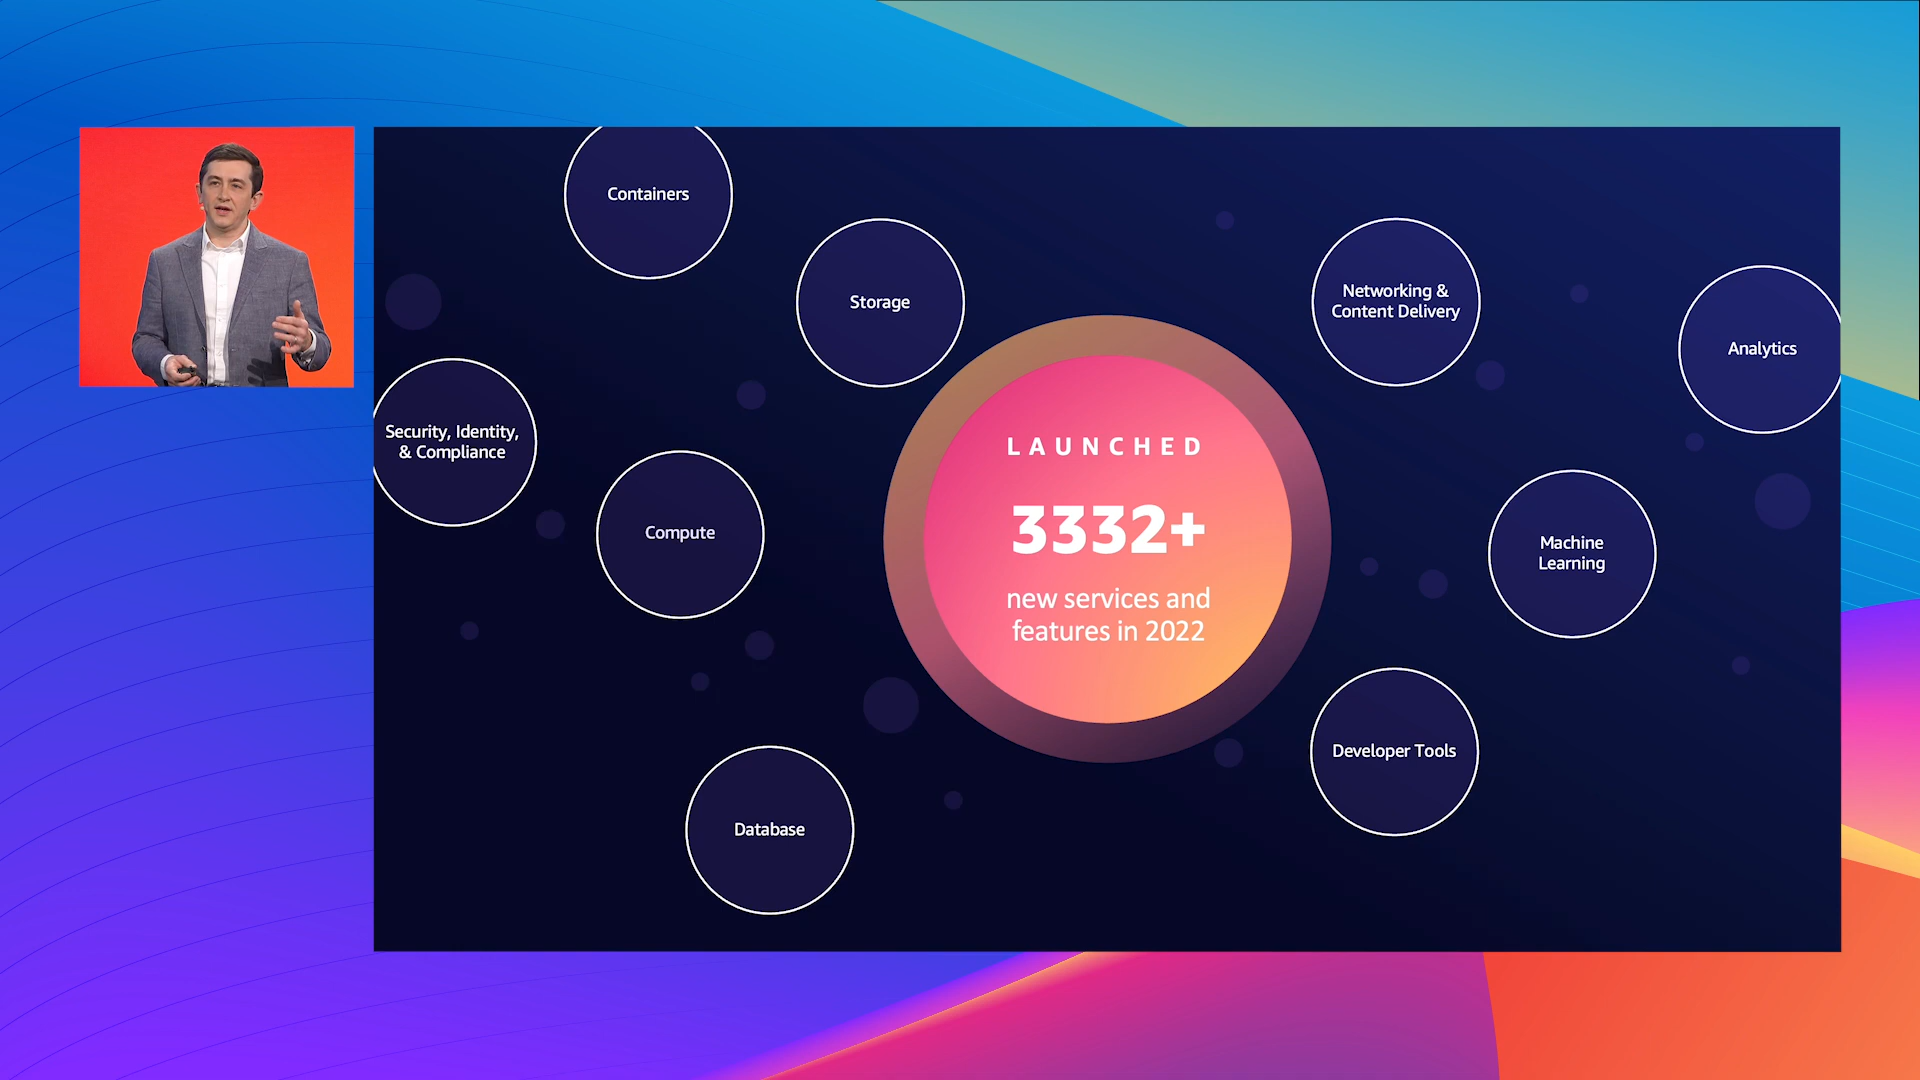 Containers
Storage
Networking &
Content Delivery
Analytics
Security, Identity,
& Compliance
Compute
LAUNCHED
3332+
new services and
features in 2022
Machine
Learning
Developer Tools
Database